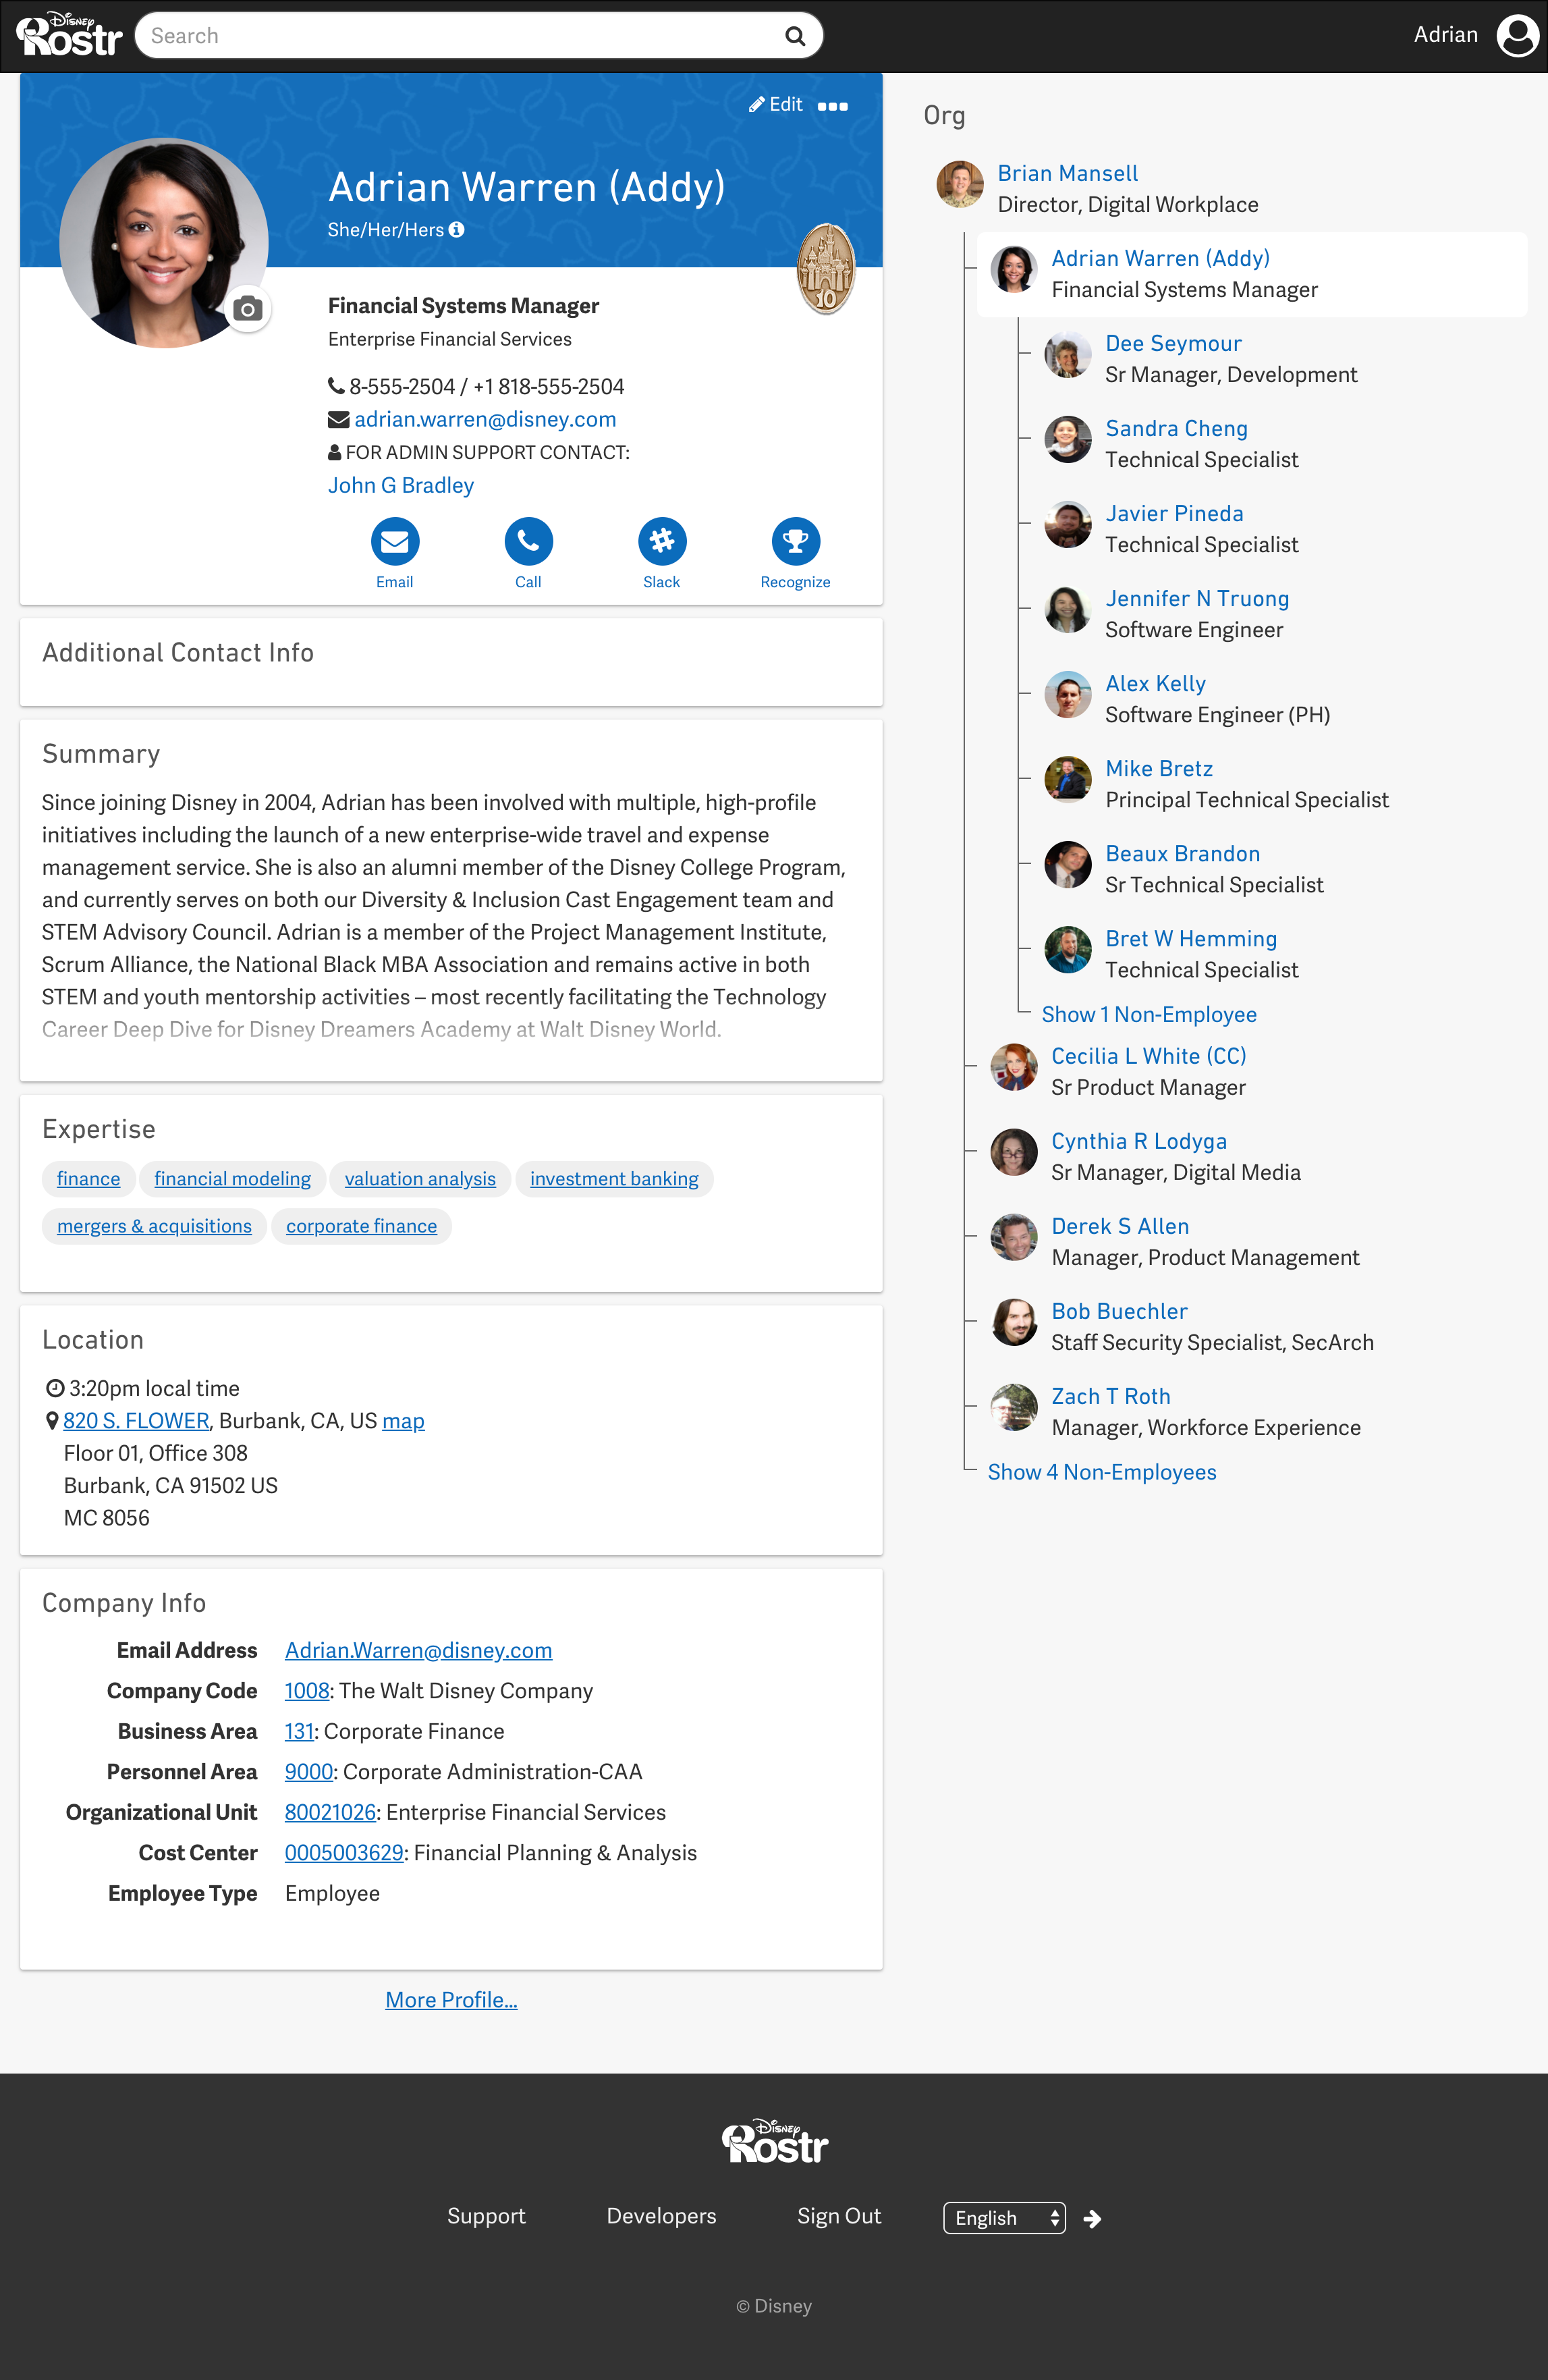 Disney
Rostr
Search
Adrian
Edit
Adrian Warren (Addy)
She/Her/Hers
10
Financial Systems Manager
Enterprise Financial Services
8-555-2504 / +1 818-555-2504
adrian.warren@disney.com
FOR ADMIN SUPPORT CONTACT:
John G Bradley
Email
Call
Slack
Recognize
Additional Contact Info
Summary
Since joining Disney in 2004, Adrian has been involved with multiple, high-profile
initiatives including the launch of a new enterprise-wide travel and expense
management service. She is also an alumni member of the Disney College Program,
and currently serves on both our Diversity & Inclusion Cast Engagement team and
STEM Advisory Council. Adrian is a member of the Project Management Institute,
Scrum Alliance, the National Black MBA Association and remains active in both
STEM and youth mentorship activities – most recently facilitating the Technology
Career Deep Dive for Disney Dreamers Academy at Walt Disney World.
Expertise
finance
financial modeling
valuation analysis
investment banking
mergers & acquisitions
corporate finance
Location
3:20pm local time
820 S. FLOWER, Burbank, CA, US map
Floor 01, Office 308
Burbank, CA 91502 US
MC 8056
Company Info
Email Address Adrian.Warren@disney.com
Company Code 1008: The Walt Disney Company
Business Area 131: Corporate Finance
Personnel Area 9000: Corporate Administration-CAA
Organizational Unit 80021026: Enterprise Financial Services
Cost Center 0005003629: Financial Planning & Analysis
Employee Type Employee
More Profile...
Org
Brian Mansell
Director, Digital Workplace
Adrian Warren (Addy)
Financial Systems Manager
Dee Seymour
Sr Manager, Development
Sandra Cheng
Technical Specialist
Javier Pineda
Technical Specialist
Jennifer N Truong
Software Engineer
Alex Kelly
Software Engineer (PH)
Mike Bretz
Principal Technical Specialist
Beaux Brandon
Sr Technical Specialist
Bret W Hemming
Technical Specialist
Show 1 Non-Employee
Cecilia L White (CC)
Sr Product Manager
Cynthia R Lodyga
Sr Manager, Digital Media
Derek S Allen
Manager, Product Management
Bob Buechler
Staff Security Specialist, SecArch
Zach T Roth
Manager, Workforce Experience
Show 4 Non-Employees
Disney
Rostr
Support
Developers
Sign Out
English
© Disney